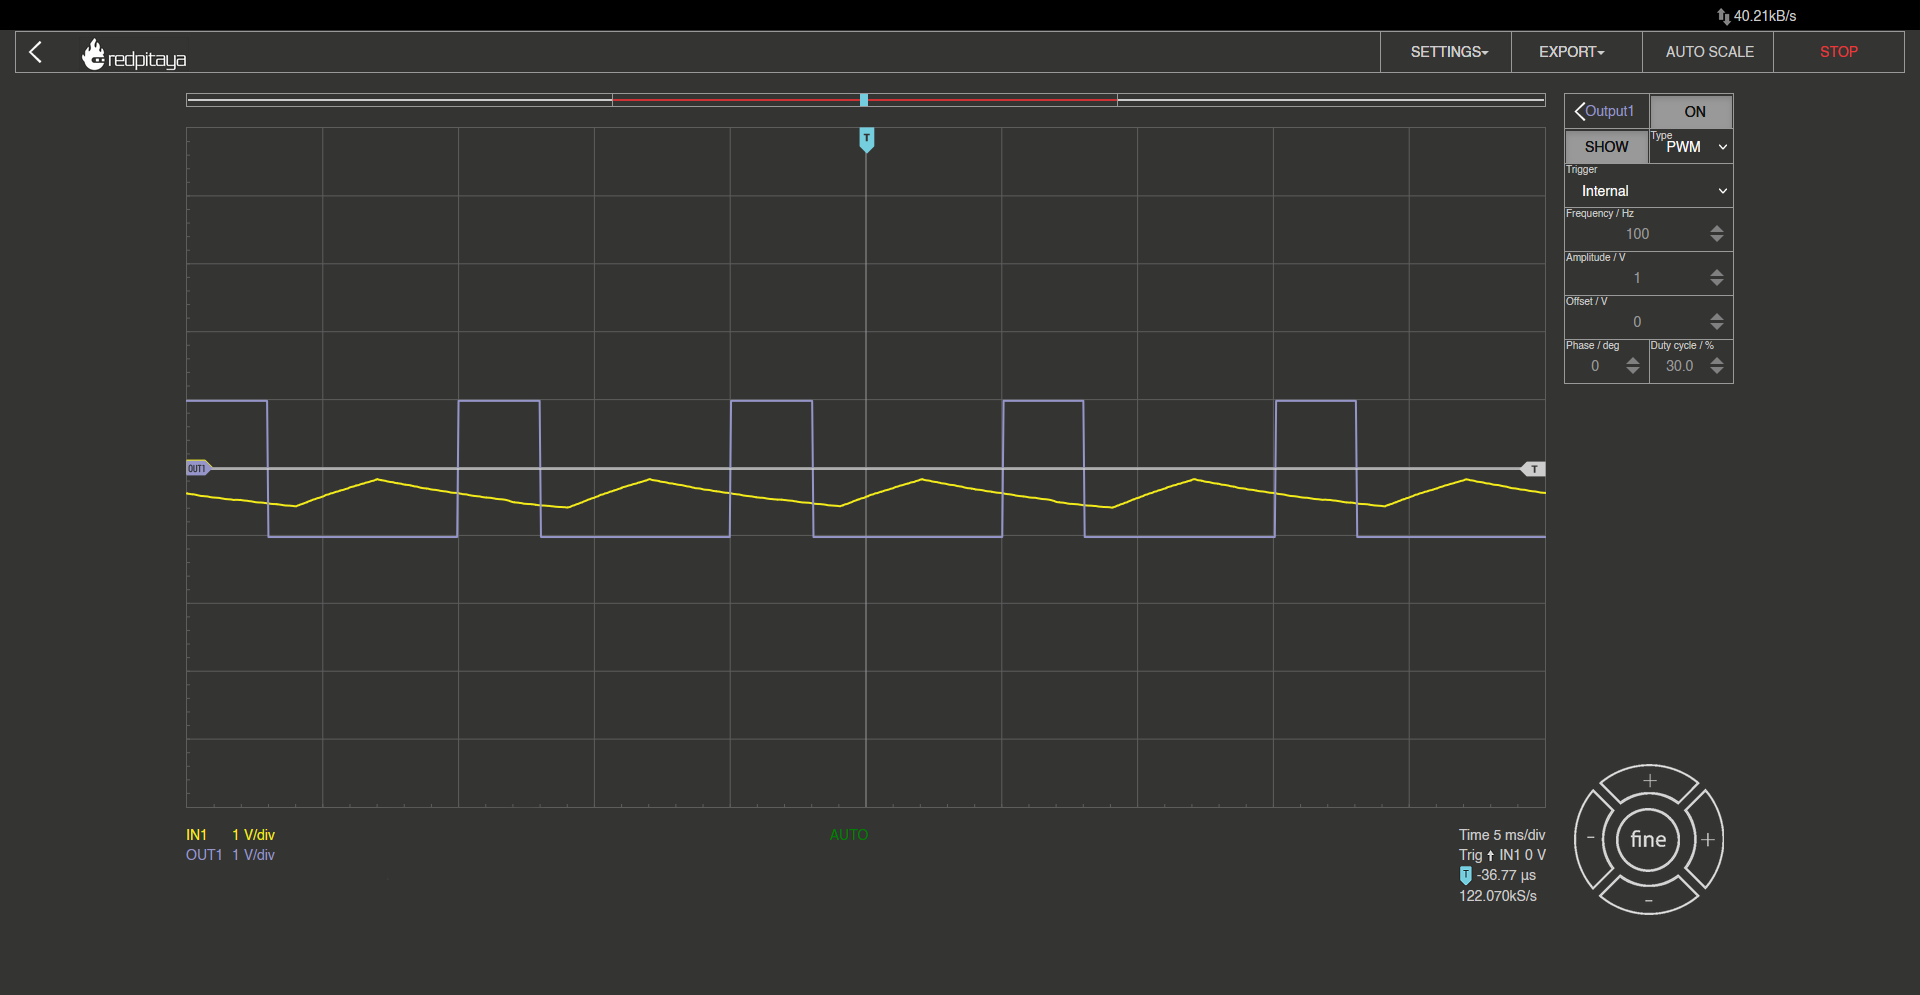 40.21kB/s
redpitaya
SETTINGS
EXPORT
AUTO SCALE
STOP
T
OUT1
T
Output1
ON
SHOW
Type
PWM
Trigger
Internal
Frequency / Hz
100
Amplitude / V
1
Offset / V
0
Phase / deg
0
Duty cycle / %
30.0
IN1 1 V/div
OUT1 1 V/div
AUTO
Time 5 ms/div
Trig IN1 0 V
T -36.77 µs
122.070kS/s
+
- fine +
-